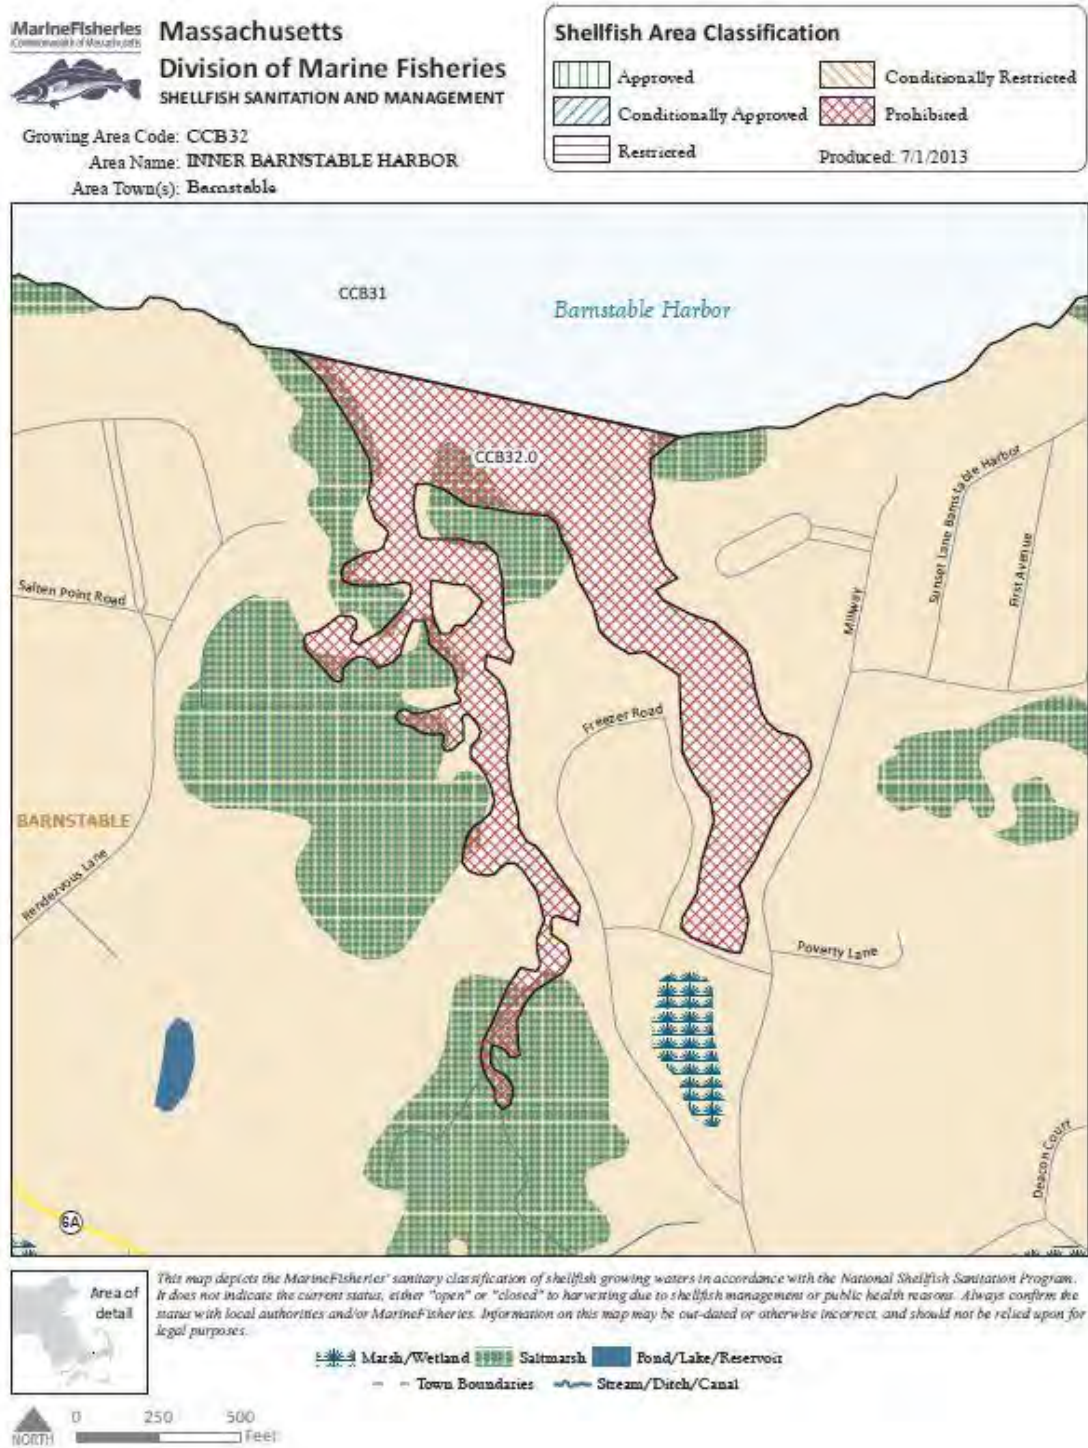 MarineFisheries
Commonwealth of Massachusetts
Massachusetts
Division of Marine Fisheries
SHELLFISH SANITATION AND MANAGEMENT
Growing Area Code: CCB32
Area Name: INNER BARNSTABLE HARBOR
Area Town(s): Barnstable
Shellfish Area Classification
Approved
Conditionally Restricted
Conditionally Approved
Prohibited
Restricted
Produced: 7/1/2013
CCB31
Barnstable Harbor
CCB32.0
Sunset Lane Barnstable Harbor
First Avenue
Salten Point Road
Millway
Freezer Road
BARNSTABLE
Rendezvous Lane
Poverty Lane
Deacon Court
6A
Area of
detail
This map depicts the MarineFisheries' sanitary classification of shellfish growing waters in accordance with the National Shellfish Sanitation Program.
It does not indicate the current status, either "open" or "closed" to harvesting due to shellfish management or public health reasons. Always confirm the
status with local authorities and/or MarineFisheries. Information on this map may be out-dated or otherwise incorrect, and should not be relied upon for
legal purposes.
Marsh/Wetland Saltmarsh Pond/Lake/Reservoir
Town Boundaries Stream/Ditch/Canal
NORTH
0 250 500
Feet